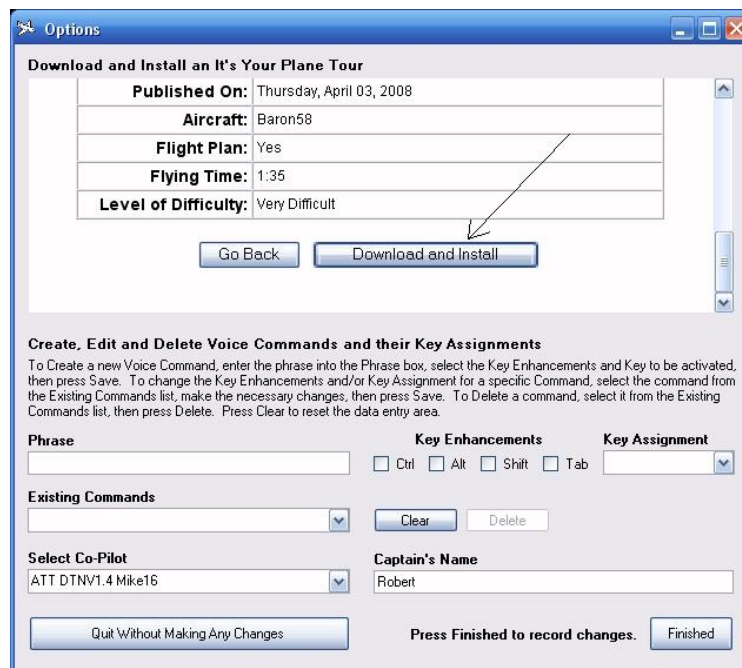 Options
Download and Install an It's Your Plane Tour
Published On: Thursday, April 03, 2008
Aircraft: Baron58
Flight Plan: Yes
Flying Time: 1:35
Level of Difficulty: Very Difficult
Go Back Download and Install
Create, Edit and Delete Voice Commands and their Key Assignments
To Create a new Voice Command, enter the phrase into the Phrase box, select the Key Enhancements and Key to be activated,
then press Save. To change the Key Enhancements and/or Key Assignment for a specific Command, select the command from
the Existing Commands list, make the necessary changes, then press Save. To Delete a command, select it from the Existing
Commands list, then press Delete. Press Clear to reset the data entry area.
Phrase Key Enhancements Key Assignment
Ctrl Alt Shift Tab
Existing Commands
Clear Delete
Select Co-Pilot Captain's Name
ATT DTNV1.4 Mike16 Robert
Quit Without Making Any Changes Press Finished to record changes. Finished